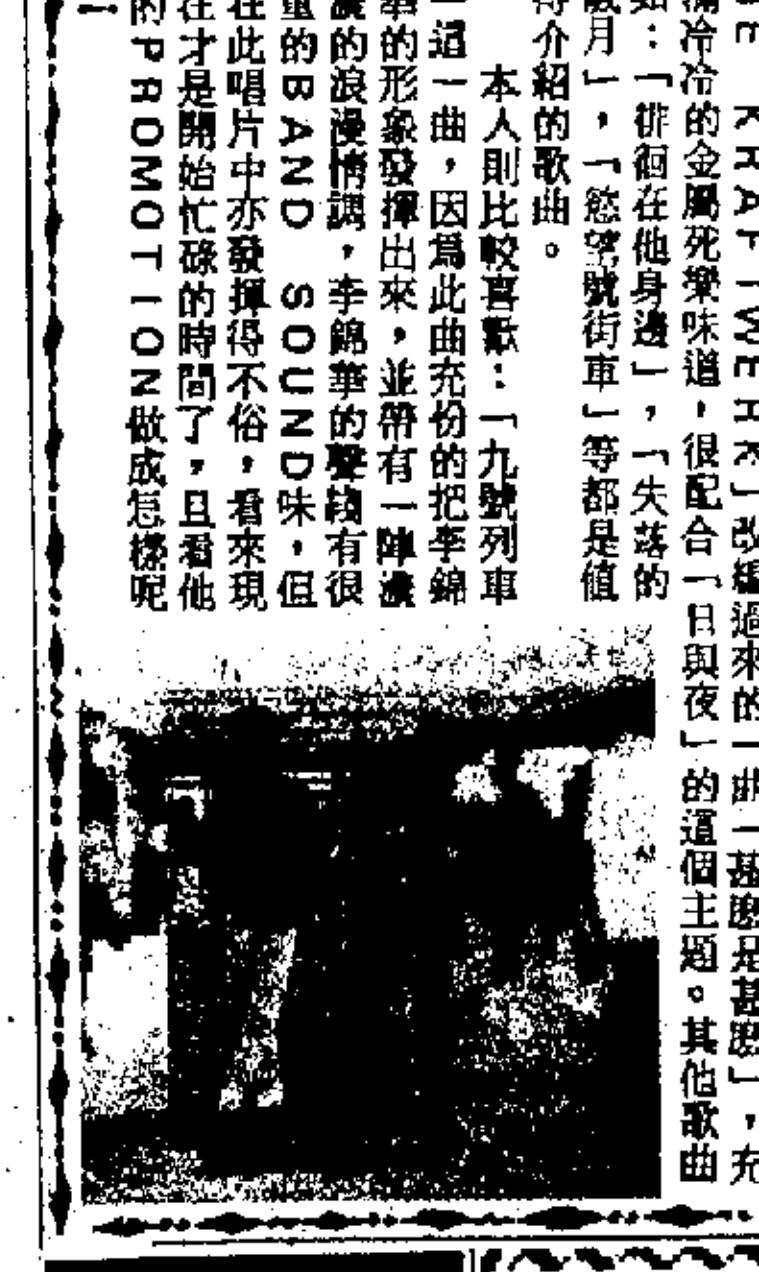 KRAFTWERK」改編過來的一曲「甚麽是甚麽」，充
滿冷冷的金屬死樂味道，很配合「日與夜」的這個主題。其他歌曲
如：「徘徊在他身邊」，「失落的
歲月」，「慾望號街車」等都是值
得介紹的歌曲。
本人則比較喜歡：「九號列車
」這一曲，因爲此曲充份的把李錦
華的形象發揮出來，並帶有一陣濃
濃的浪漫情調，李錦華的聲綫有很
重的BAND SOUND味，但
在此唱片中亦發揮得不俗，看來現
在才是開始忙碌的時間了，且看他
的PROMOTION做成怎樣呢
！